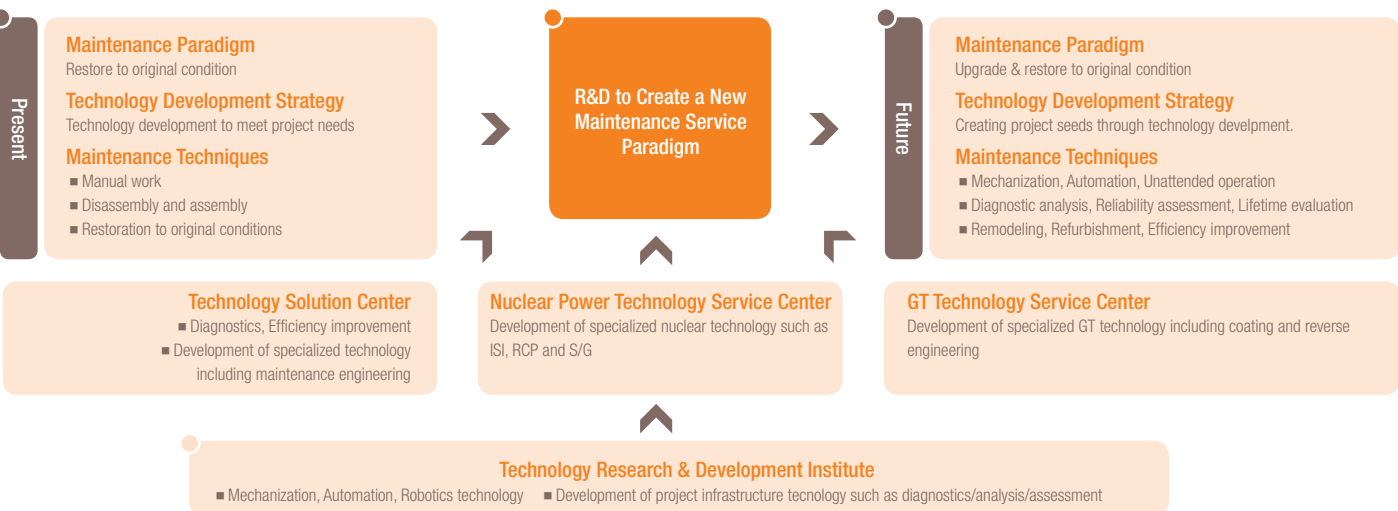 Present
Maintenance Paradigm
Restore to original condition
Technology Development Strategy
Technology development to meet project needs
Maintenance Techniques
■ Manual work
■ Disassembly and assembly
■ Restoration to original conditions
R&D to Create a New
Maintenance Service
Paradigm
Future
Maintenance Paradigm
Upgrade & restore to original condition
Technology Development Strategy
Creating project seeds through technology develpment.
Maintenance Techniques
■ Mechanization, Automation, Unattended operation
■ Diagnostic analysis, Reliability assessment, Lifetime evaluation
■ Remodeling, Refurbishment, Efficiency improvement
Technology Solution Center
■ Diagnostics, Efficiency improvement
■ Development of specialized technology
including maintenance engineering
Nuclear Power Technology Service Center
Development of specialized nuclear technology such as
ISI, RCP and S/G
GT Technology Service Center
Development of specialized GT technology including coating and reverse
engineering
Technology Research & Development Institute
■ Mechanization, Automation, Robotics technology ■ Development of project infrastructure tecnology such as diagnostics/analysis/assessment